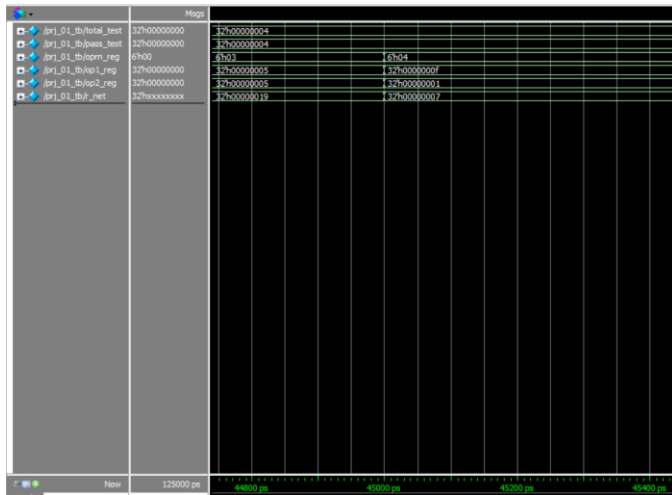 Msgs
/prj_01_tb/total_test 32'h00000000 32'h00000004
/prj_01_tb/pass_test 32'h00000000 32'h00000004
/prj_01_tb/oprn_reg 6'h00 6'h03 6'h04
/prj_01_tb/op1_reg 32'h00000000 32'h00000005 32'h0000000f
/prj_01_tb/op2_reg 32'h00000000 32'h00000005 32'h00000001
/prj_01_tb/r_net 32'hxxxxxxxx 32'h00000019 32'h00000007
Now 125000 ps 44800 ps 45000 ps 45200 ps 45400 ps